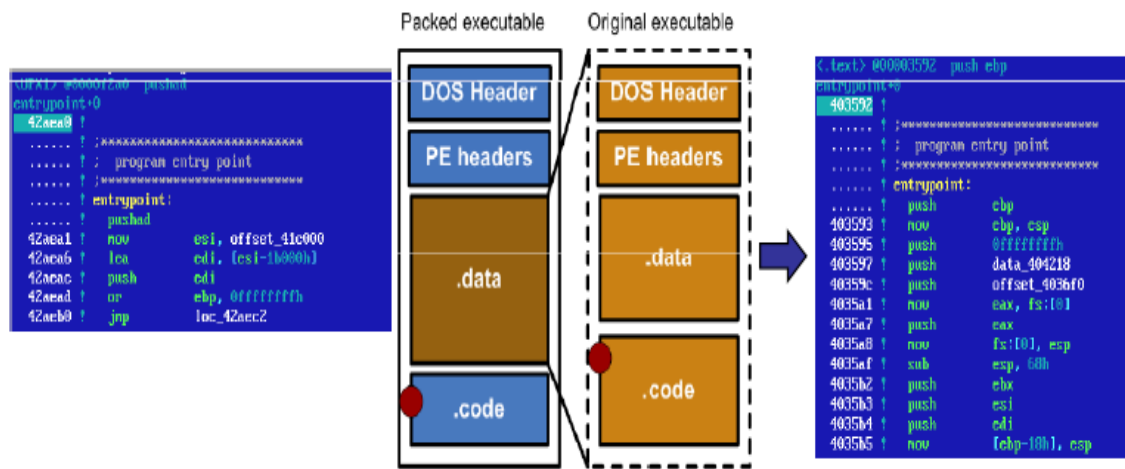 Packed executable
Original executable
<UPX1> @0000f2a0 pushad
entrypoint+0
42aea0 !
...... ! ;****************************
...... ! ; program entry point
...... ! ;****************************
...... ! entrypoint:
...... ! pushad
42aea1 ! mov esi, offset_41c000
42aea6 ! lea edi, [esi-1b000h]
42aeac ! push edi
42aead ! or ebp, 0ffffffffh
42aeb0 ! jmp loc_42aec2
DOS Header
PE headers
.data
.code
DOS Header
PE headers
.data
.code
<.text> @00003592 push ebp
entrypoint+0
403592 !
...... ! ;****************************
...... ! ; program entry point
...... ! ;****************************
...... ! entrypoint:
...... ! push ebp
403593 ! mov ebp, esp
403595 ! push 0ffffffffh
403597 ! push data_404218
40359c ! push offset_4036f0
4035a1 ! mov eax, fs:[0]
4035a7 ! push eax
4035a8 ! mov fs:[0], esp
4035af ! sub esp, 68h
4035b2 ! push ebx
4035b3 ! push esi
4035b4 ! push edi
4035b5 ! mov [ebp-18h], esp